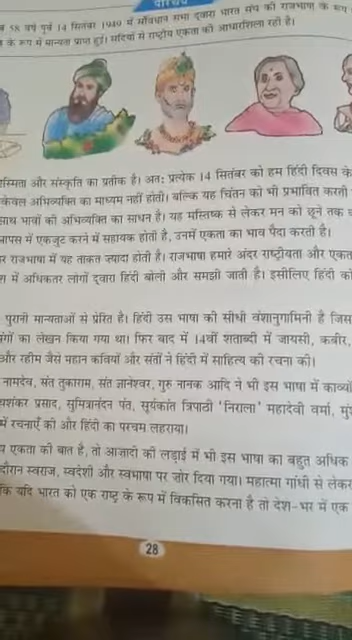 परिचय
58 वर्ष पूर्व 14 सितंबर 1949 में संविधान सभा द्वारा भारत संघ की राजभाषा के रूप
के रूप में मान्यता प्राप्त हुई। सदियों से राष्ट्रीय एकता की आधारशिला रही है।
स्मिता और संस्कृति का प्रतीक है। अत: प्रत्येक 14 सितंबर को हम हिंदी दिवस के
केवल अभिव्यक्ति का माध्यम नहीं होती। बल्कि यह चिंतन को भी प्रभावित करती
साथ भावों की अभिव्यक्ति का साधन है। यह मस्तिष्क से लेकर मन को छूने तक
आपस में एकजुट करने में सहायक होती है, उनमें एकता का भाव पैदा करती है।
र राजभाषा में यह ताकत ज्यादा होती है। राजभाषा हमारे अंदर राष्ट्रीयता और एकत
में अधिकतर लोगों द्वारा हिंदी बोली और समझी जाती है। इसीलिए हिंदी को
पुरानी मान्यताओं से प्रेरित है। हिंदी उस भाषा की सीधी वंशानुगामिनी है जिस
का लेखन किया गया था। फिर बाद में 14वीं शताब्दी में जायसी, कबीर,
और रहीम जैसे महान कवियों और संतों ने हिंदी में साहित्य की रचना की।
नामदेव, संत तुकाराम, संत ज्ञानेश्वर, गुरु नानक आदि ने भी इस भाषा में काव्यों
यशंकर प्रसाद, सुमित्रानंदन पंत, सूर्यकांत त्रिपाठी 'निराला' महादेवी वर्मा, मुं
में रचनाएँ की और हिंदी का परचम लहराया।
एकता की बात है, तो आज़ादी की लड़ाई में भी इस भाषा का बहुत अधिक
दौरान स्वराज, स्वदेशी और स्वभाषा पर ज़ोर दिया गया। महात्मा गांधी से लेकर
कि यदि भारत को एक राष्ट्र के रूप में विकसित करना है तो देश-भर में एक
28